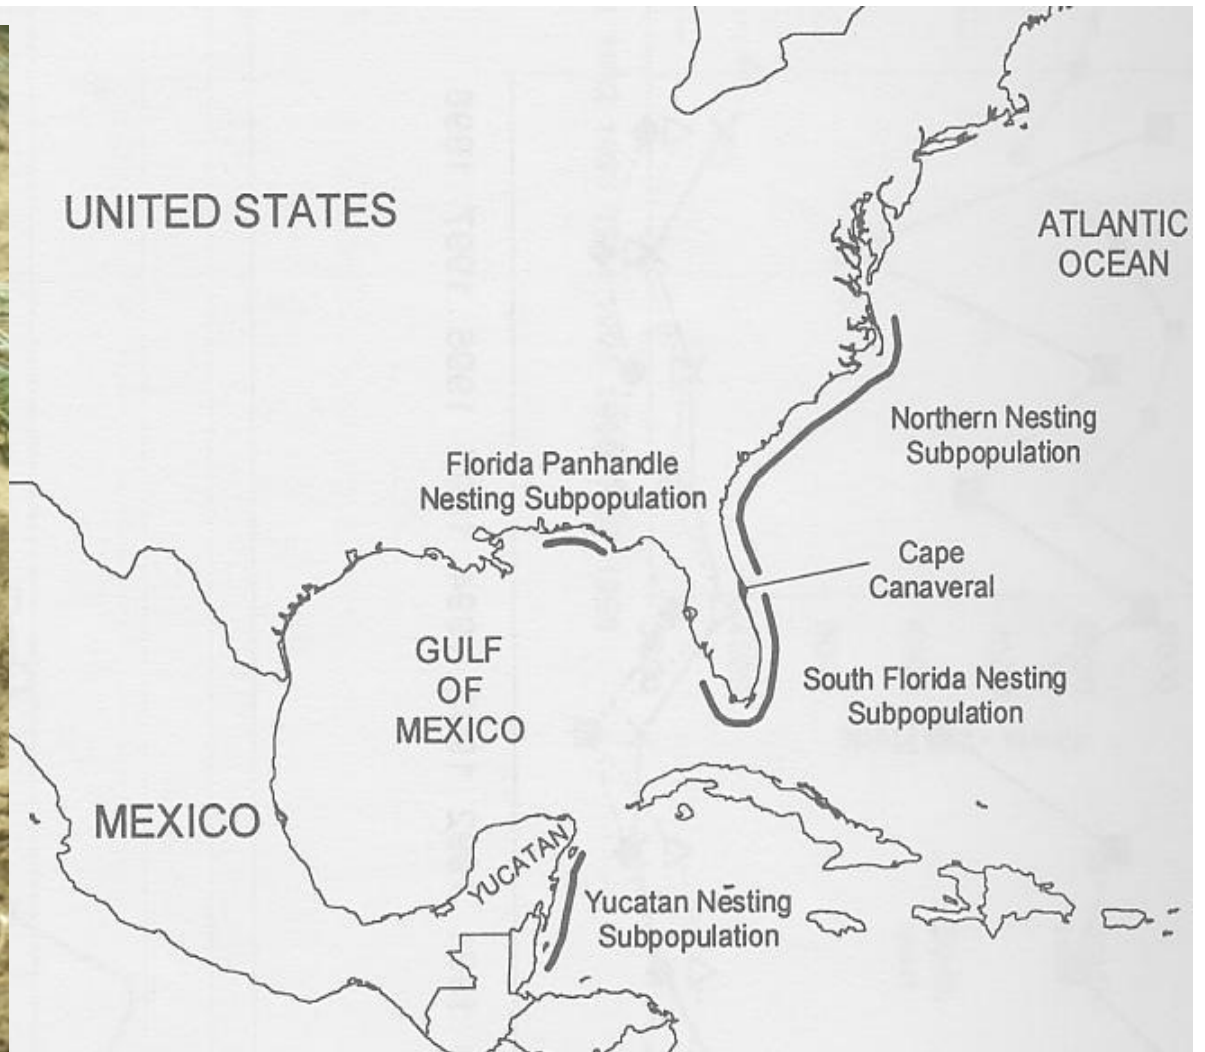 UNITED STATES
ATLANTIC
OCEAN
Northern Nesting
Subpopulation
Florida Panhandle
Nesting Subpopulation
Cape
Canaveral
GULF
OF
MEXICO
South Florida Nesting
Subpopulation
MEXICO
YUCATAN
Yucatan Nesting
Subpopulation